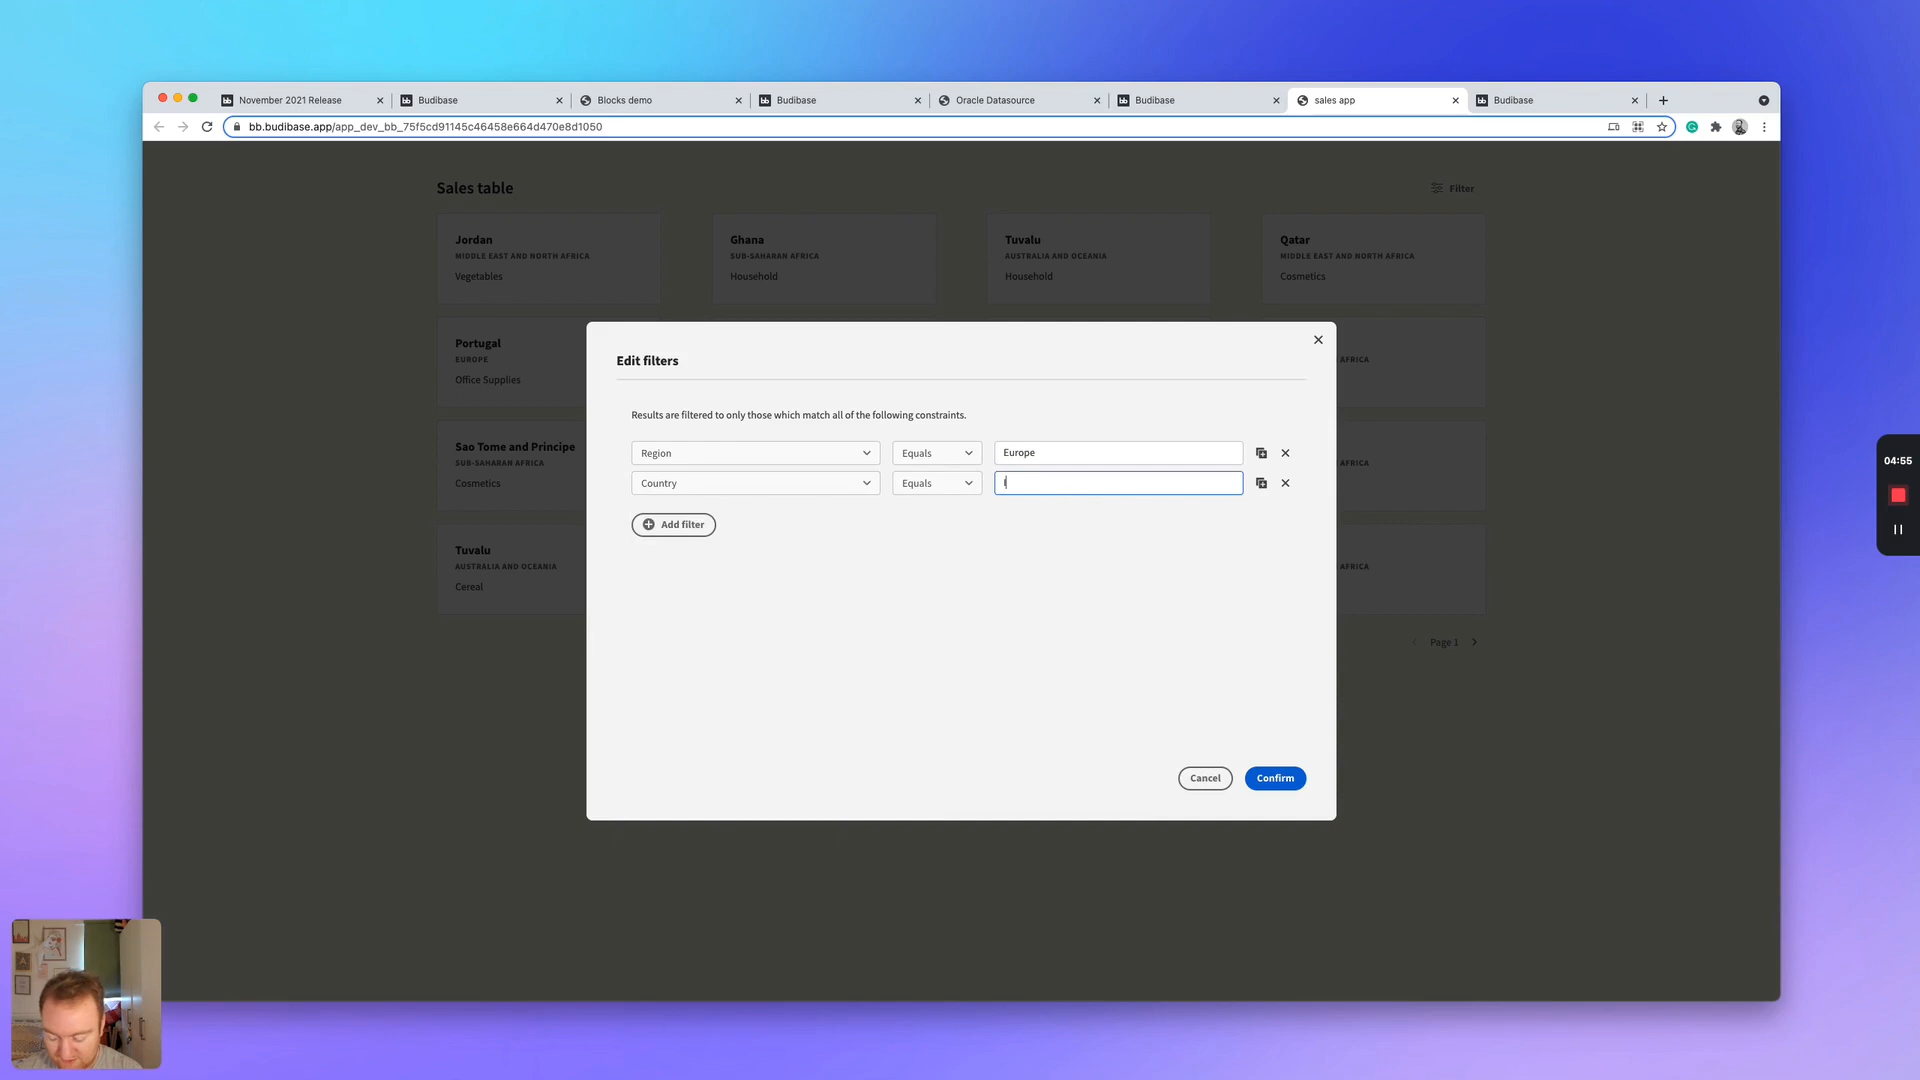 November 2021 Release
Budibase
Blocks demo
Budibase
Oracle Datasource
Budibase
sales app
Budibase
bb.budibase.app/app_dev_bb_75f5cd91145c46458e664d470e8d1050
Sales table
Filter
Jordan
MIDDLE EAST AND NORTH AFRICA
Vegetables
Ghana
SUB-SAHARAN AFRICA
Household
Tuvalu
AUSTRALIA AND OCEANIA
Household
Qatar
MIDDLE EAST AND NORTH AFRICA
Cosmetics
Portugal
EUROPE
Office Supplies
AFRICA
Sao Tome and Principe
SUB-SAHARAN AFRICA
Cosmetics
Tuvalu
AUSTRALIA AND OCEANIA
Cereal
AFRICA
Page 1
Edit filters
Results are filtered to only those which match all of the following constraints.
Region
Equals
Europe
Country
Equals
I
Add filter
Cancel
Confirm
04:55